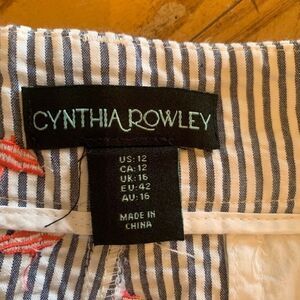 CYNTHIA ROWLEY
US: 12
CA: 12
UK: 16
EU: 42
AU: 16
MADE IN
CHINA